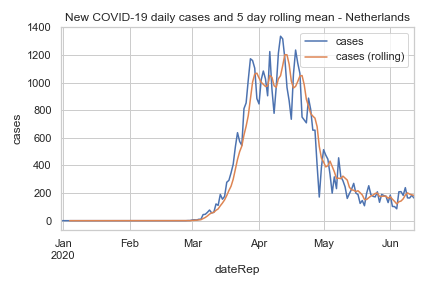 New COVID-19 daily cases and 5 day rolling mean - Netherlands
1400
1200
1000
800
600
400
200
0
cases
cases
cases (rolling)
Jan
2020
Feb
Mar
Apr
May
Jun
dateRep